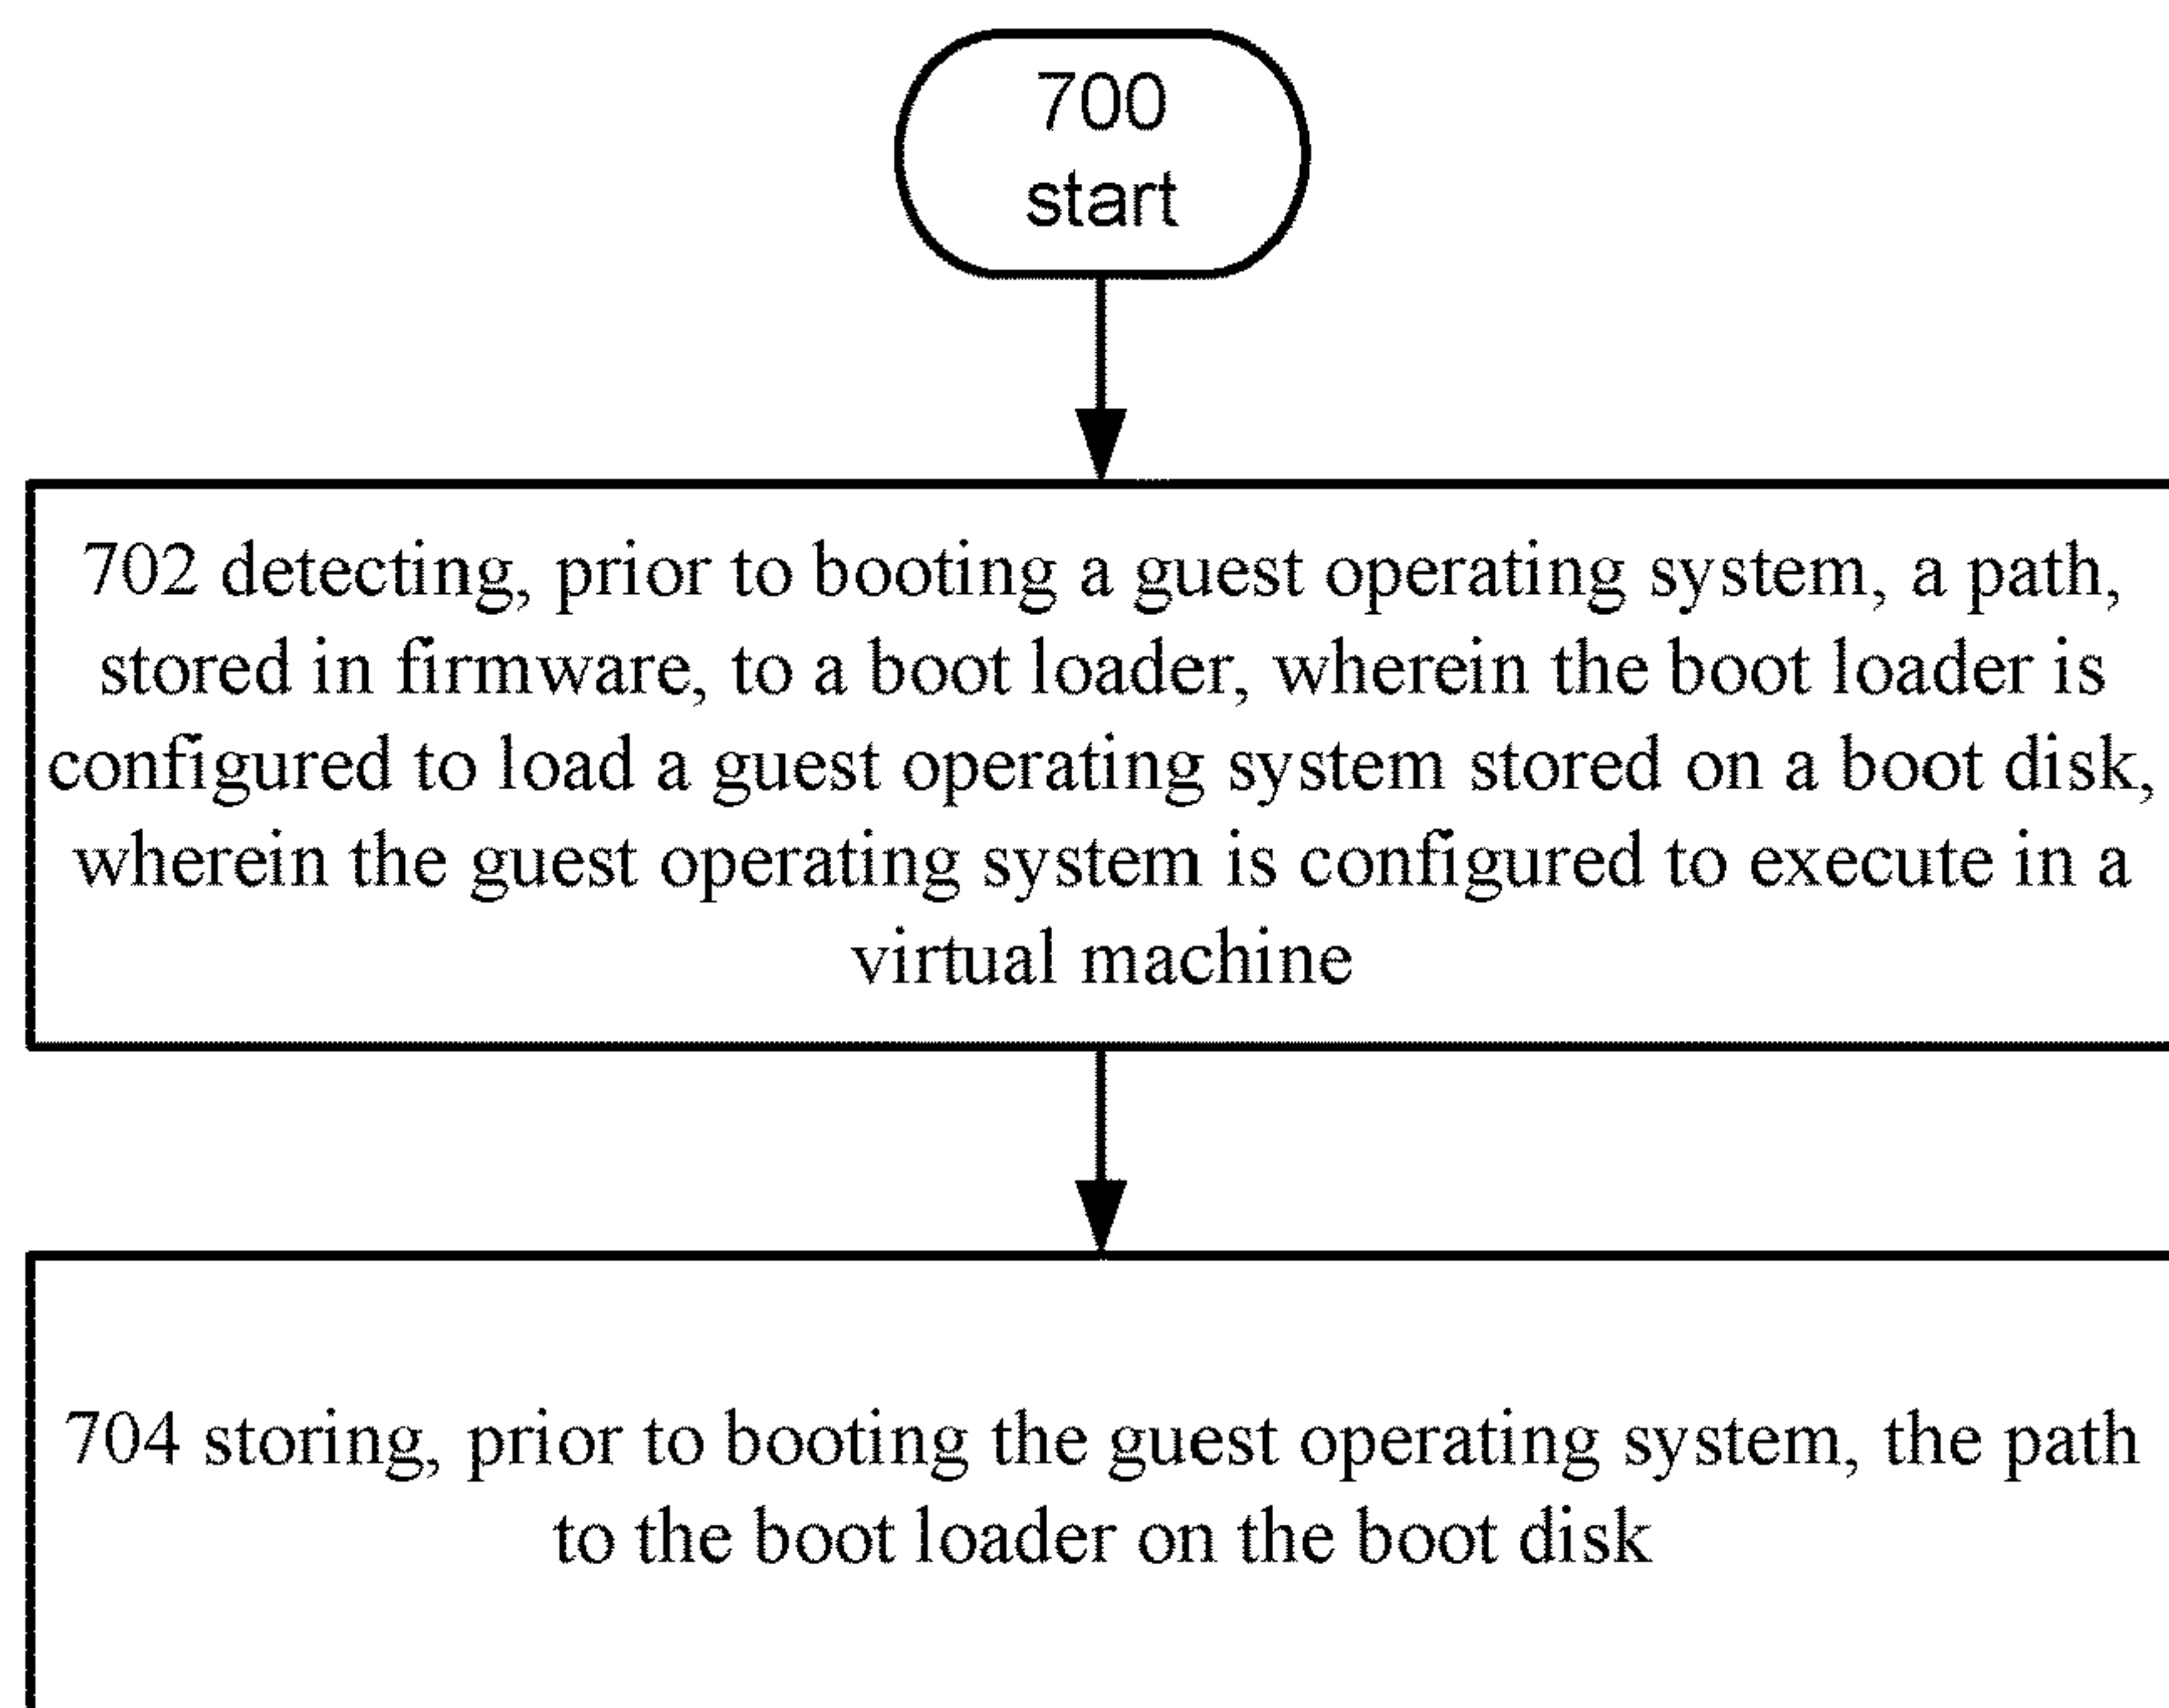 700
start
702 detecting, prior to booting a guest operating system, a path,
stored in firmware, to a boot loader, wherein the boot loader is
configured to load a guest operating system stored on a boot disk,
wherein the guest operating system is configured to execute in a
virtual machine
704 storing, prior to booting the guest operating system, the path
to the boot loader on the boot disk